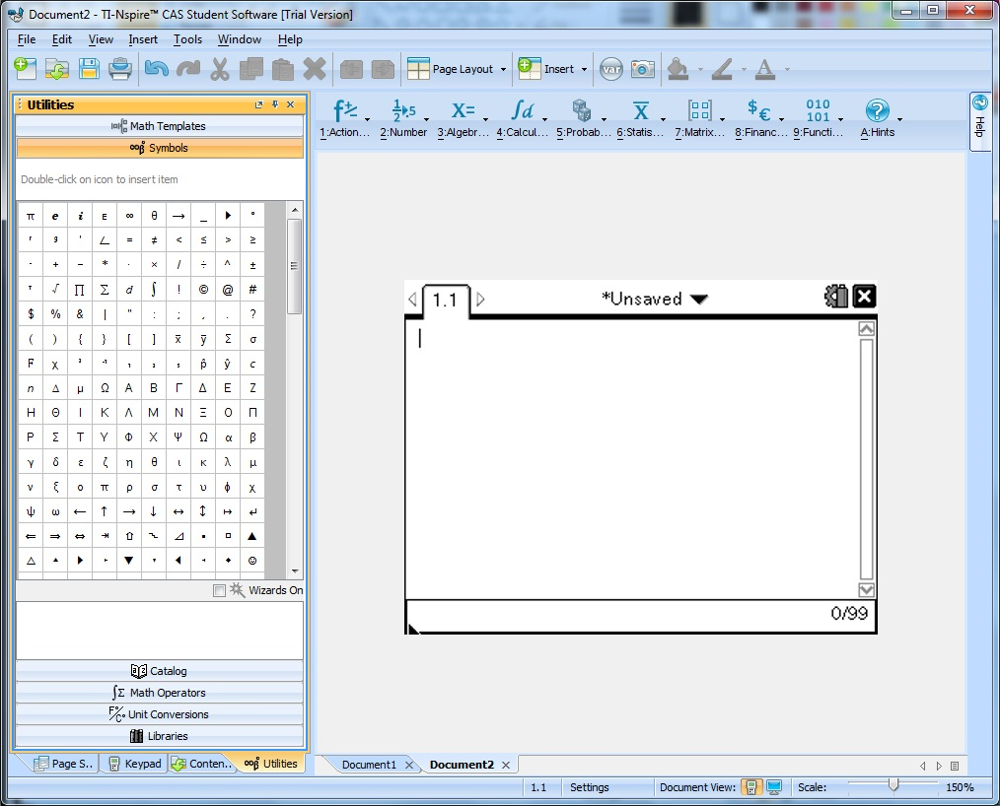 Document2 - TI-Nspire™ CAS Student Software [Trial Version]
File Edit View Insert Tools Window Help
Page Layout Insert var
Utilities
Math Templates
Symbols
Double-click on icon to insert item
π e i ᴇ ∞ θ → _ ▶ °
ʳ ᵍ ' ∠ = ≠ < ≤ > ≥
- + − * · × / ÷ ^ ±
ᵀ √ ∏ ∑ d ∫ ! © @ #
$ % & | " : ; , . ?
( ) { } [ ] x̄ ȳ Σ σ
F χ ² ⁻¹ ₁ ₂ ₃ p̂ ŷ c
n Δ μ Ω Α Β Γ Δ Ε Ζ
Η Θ Ι Κ Λ Μ Ν Ξ Ο Π
Ρ Σ Τ Υ Φ Χ Ψ Ω α β
γ δ ε ζ η θ ι κ λ μ
ν ξ ο π ρ σ τ υ ϕ χ
ψ ω ← ↑ → ↓ ↔ ↕ ↦ ↵
Wizards On
Catalog
Math Operators
Unit Conversions
Libraries
Page S.. Keypad Conten.. Utilities
1:Action... 2:Number 3:Algebr... 4:Calcul... 5:Probab... 6:Statis... 7:Matrix... 8:Financ... 9:Functi... A:Hints
Help
1.1 *Unsaved
0/99
Document1 Document2
1.1 Settings Document View: Scale: 150%